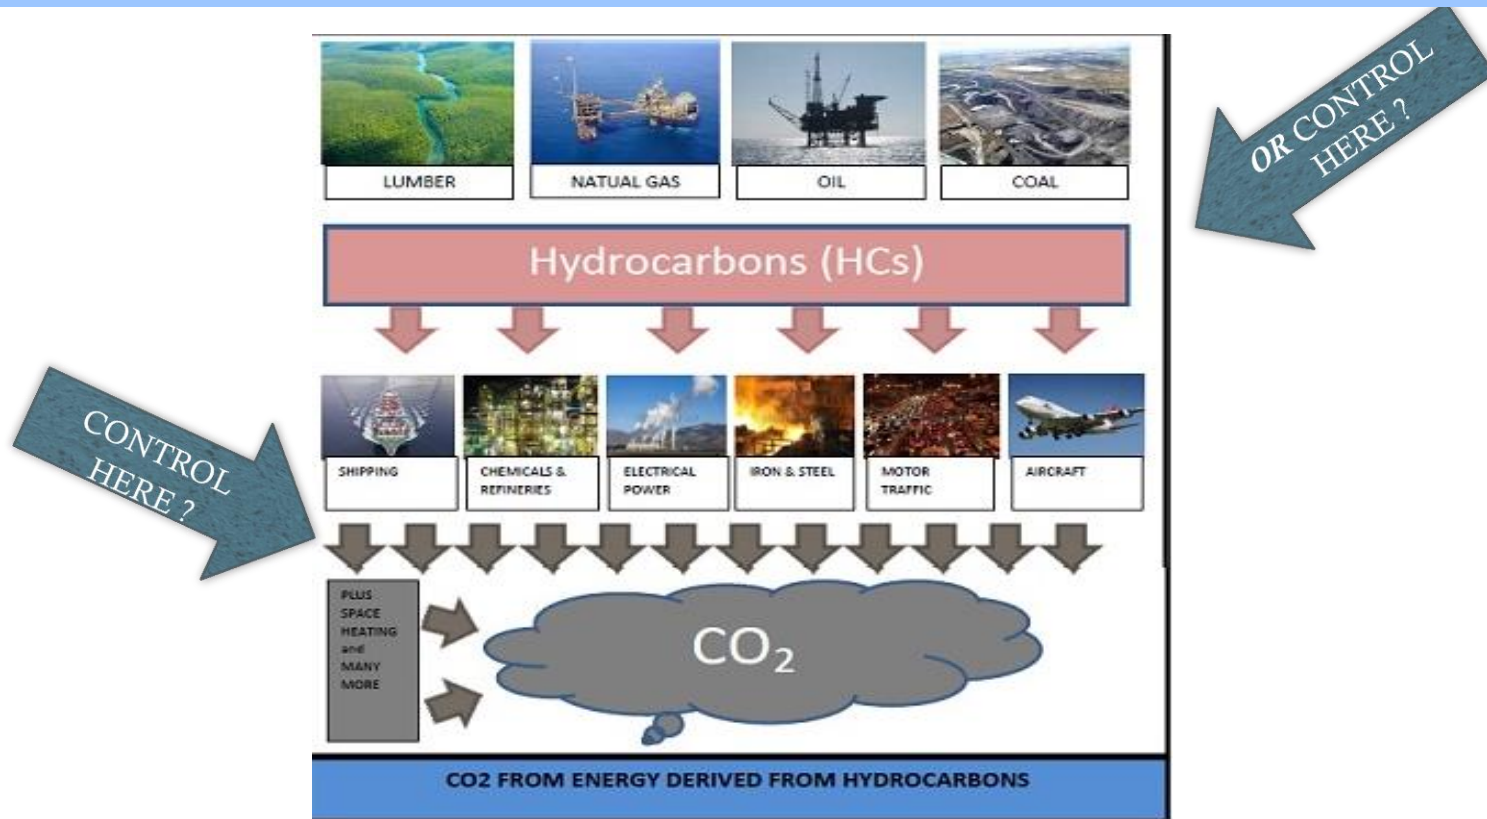 OR CONTROL
HERE ?
LUMBER
NATUAL GAS
OIL
COAL
Hydrocarbons (HCs)
CONTROL
HERE ?
SHIPPING
CHEMICALS &
REFINERIES
ELECTRICAL
POWER
IRON & STEEL
MOTOR
TRAFFIC
AIRCRAFT
PLUS
SPACE
HEATING
and
MANY
MORE
CO₂
CO2 FROM ENERGY DERIVED FROM HYDROCARBONS